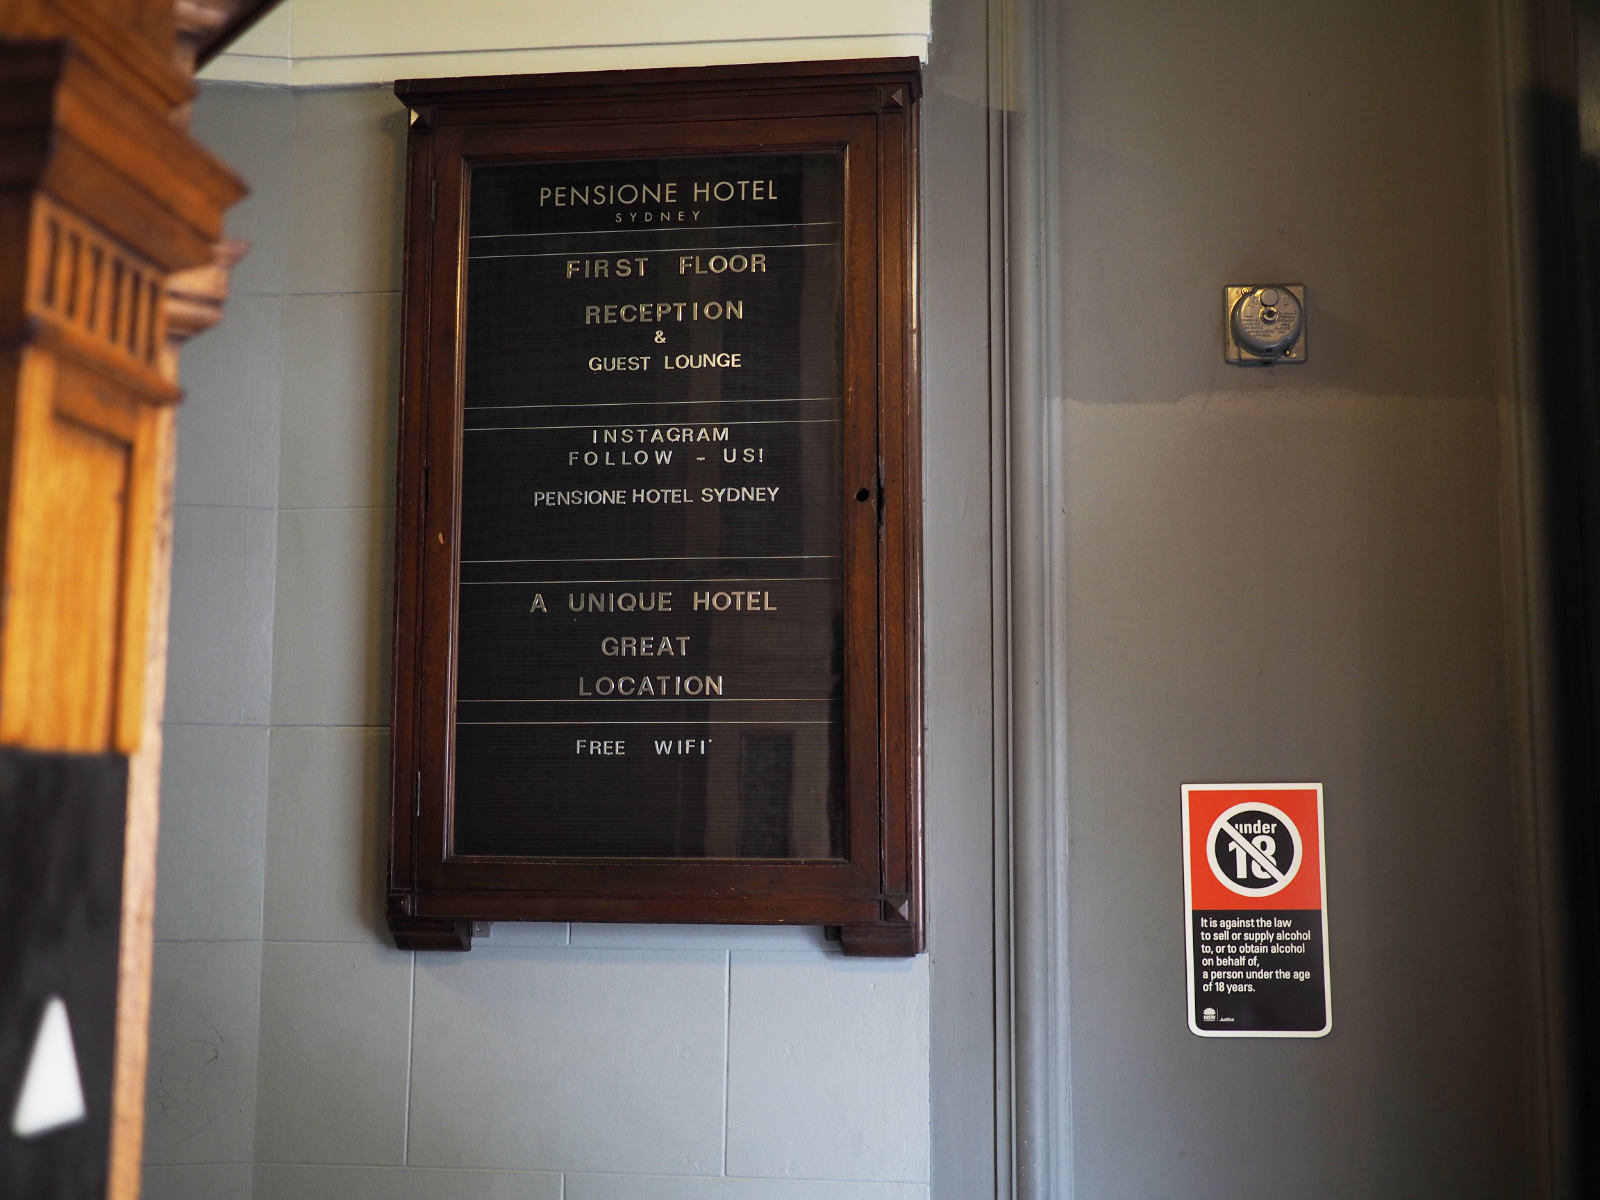 PENSIONE HOTEL
SYDNEY
FIRST FLOOR
RECEPTION
&
GUEST LOUNGE
INSTAGRAM
FOLLOW - US!
PENSIONE HOTEL SYDNEY
A UNIQUE HOTEL
GREAT
LOCATION
FREE WIFI
under
18
It is against the law
to sell or supply alcohol
to, or to obtain alcohol
on behalf of,
a person under the age
of 18 years.
NSW
Justice